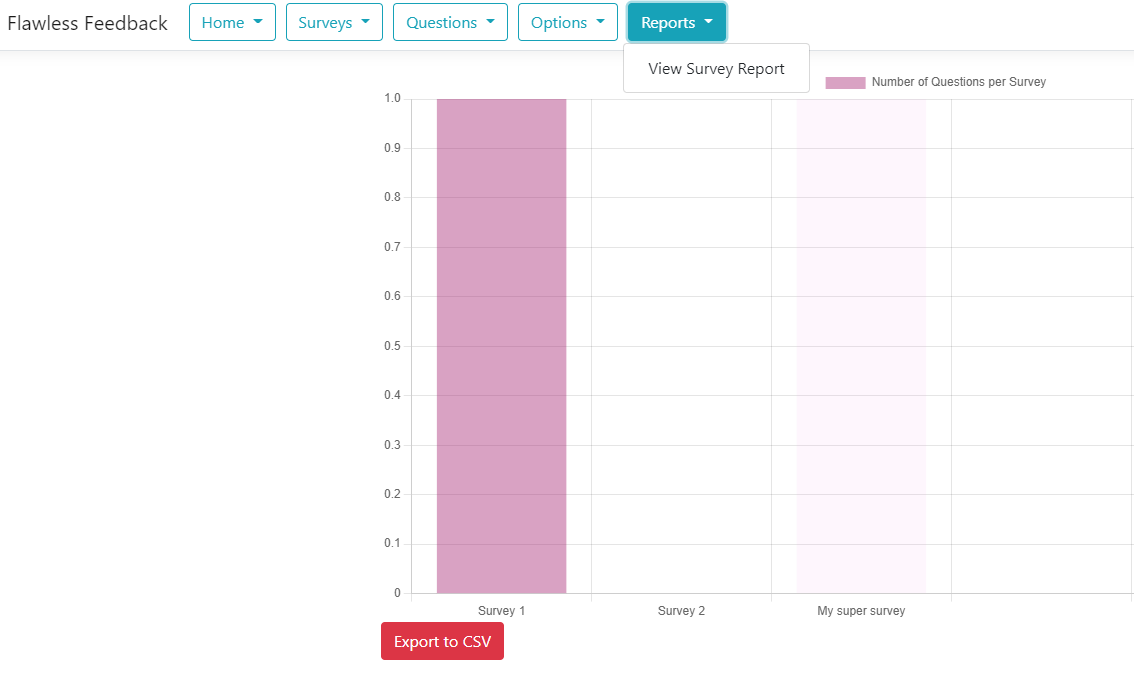 Flawless Feedback Home Surveys Questions Options Reports
View Survey Report
Number of Questions per Survey
1.0
0.9
0.8
0.7
0.6
0.5
0.4
0.3
0.2
0.1
0
Survey 1 Survey 2 My super survey
Export to CSV